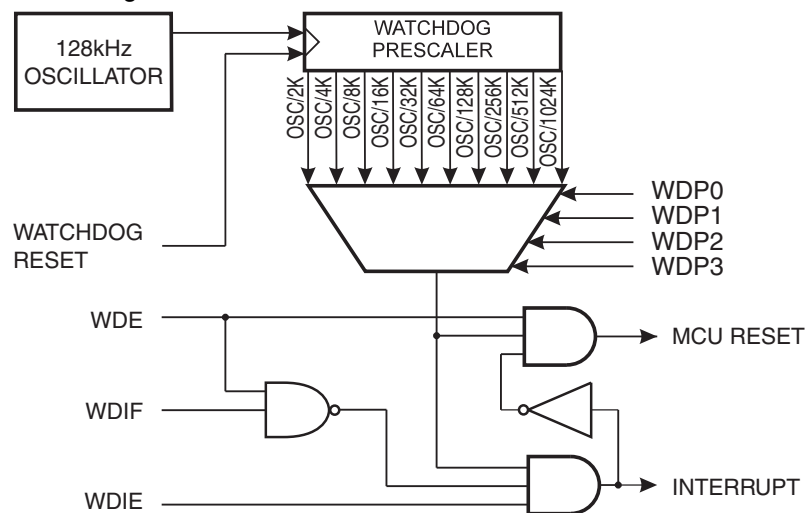 128kHz
OSCILLATOR
WATCHDOG
PRESCALER
OSC/2K
OSC/4K
OSC/8K
OSC/16K
OSC/32K
OSC/64K
OSC/128K
OSC/256K
OSC/512K
OSC/1024K
WDP0
WDP1
WDP2
WDP3
WATCHDOG
RESET
WDE
MCU RESET
WDIF
WDIE
INTERRUPT